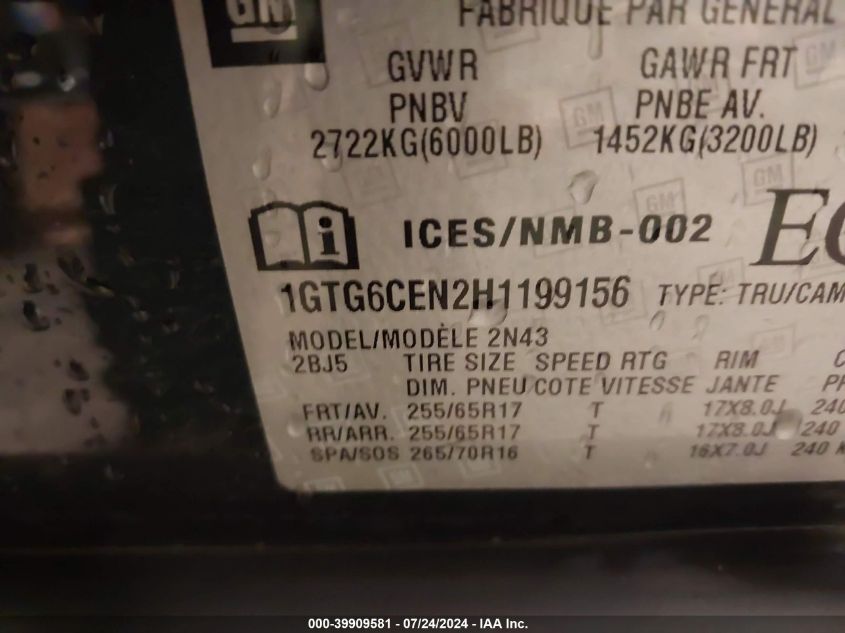 GM
FABRIQUE PAR GENERAL
GVWR GAWR FRT
PNBV PNBE AV.
2722KG(6000LB) 1452KG(3200LB)
i ICES/NMB-002
1GTG6CEN2H1199156 TYPE: TRU/CAM
MODEL/MODÈLE 2N43
2BJ5 TIRE SIZE SPEED RTG RIM
DIM. PNEU COTE VITESSE JANTE
FRT/AV. 255/65R17 T 17X8.0J 240
RR/ARR. 255/65R17 T 17X8.0J 240
SPA/SOS 265/70R16 T 16X7.0J 240
000-39909581 - 07/24/2024 - IAA Inc.